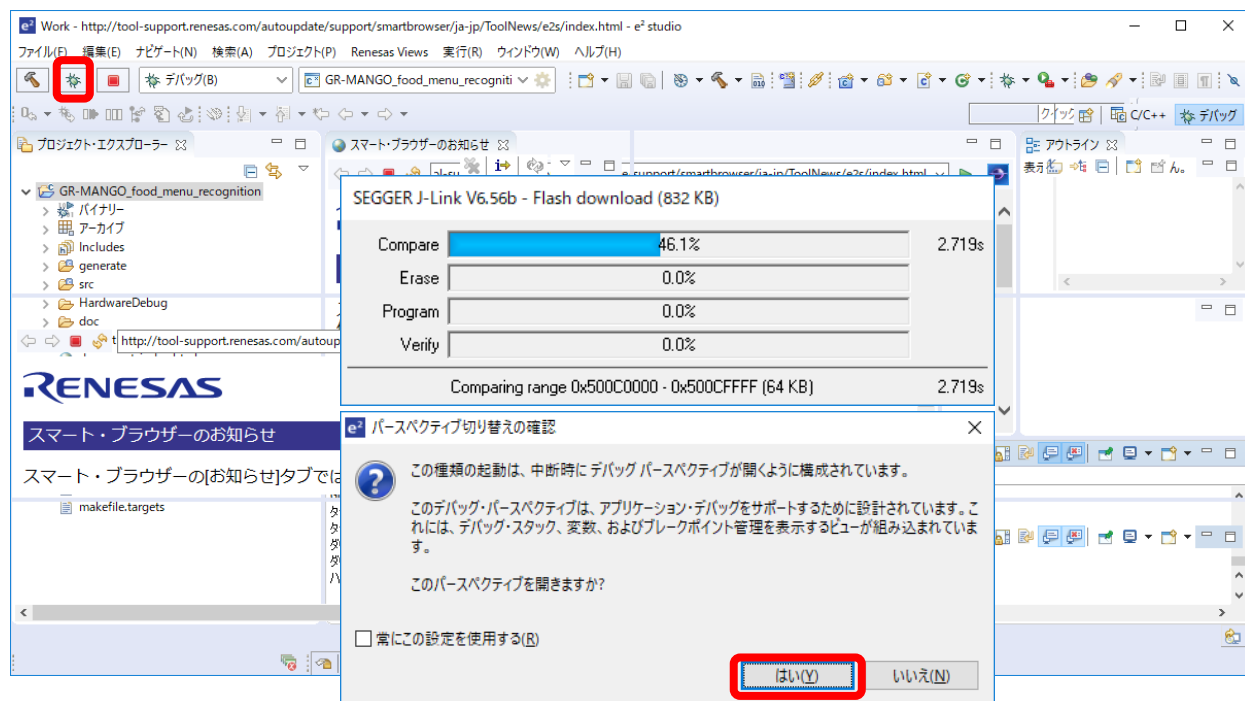 Work - http://tool-support.renesas.com/autoupdate/support/smartbrowser/ja-jp/ToolNews/e2s/index.html - e² studio
ファイル(F) 編集(E) ナビゲート(N) 検索(A) プロジェクト(P) Renesas Views 実行(R) ウィンドウ(W) ヘルプ(H)
デバッグ(B)
GR-MANGO_food_menu_recogniti
クイック
C/C++
デバッグ
プロジェクト・エクスプローラー
スマート・ブラウザーのお知らせ
アウトライン
GR-MANGO_food_menu_recognition
バイナリー
アーカイブ
Includes
generate
src
HardwareDebug
doc
http://tool-support.renesas.com/autoup
RENESAS
スマート・ブラウザーのお知らせ
スマート・ブラウザーの[お知らせ]タブでは
makefile.targets
SEGGER J-Link V6.56b - Flash download (832 KB)
Compare 46.1% 2.719s
Erase 0.0%
Program 0.0%
Verify 0.0%
Comparing range 0x500C0000 - 0x500CFFFF (64 KB) 2.719s
e² パースペクティブ切り替えの確認
この種類の起動は、中断時に デバッグ パースペクティブが開くように構成されています。
このデバッグ・パースペクティブは、アプリケーション・デバッグをサポートするために設計されています。こ
れには、デバッグ・スタック、変数、およびブレークポイント管理を表示するビューが組み込まれていま
す。
このパースペクティブを開きますか?
常にこの設定を使用する(R)
はい(Y) いいえ(N)